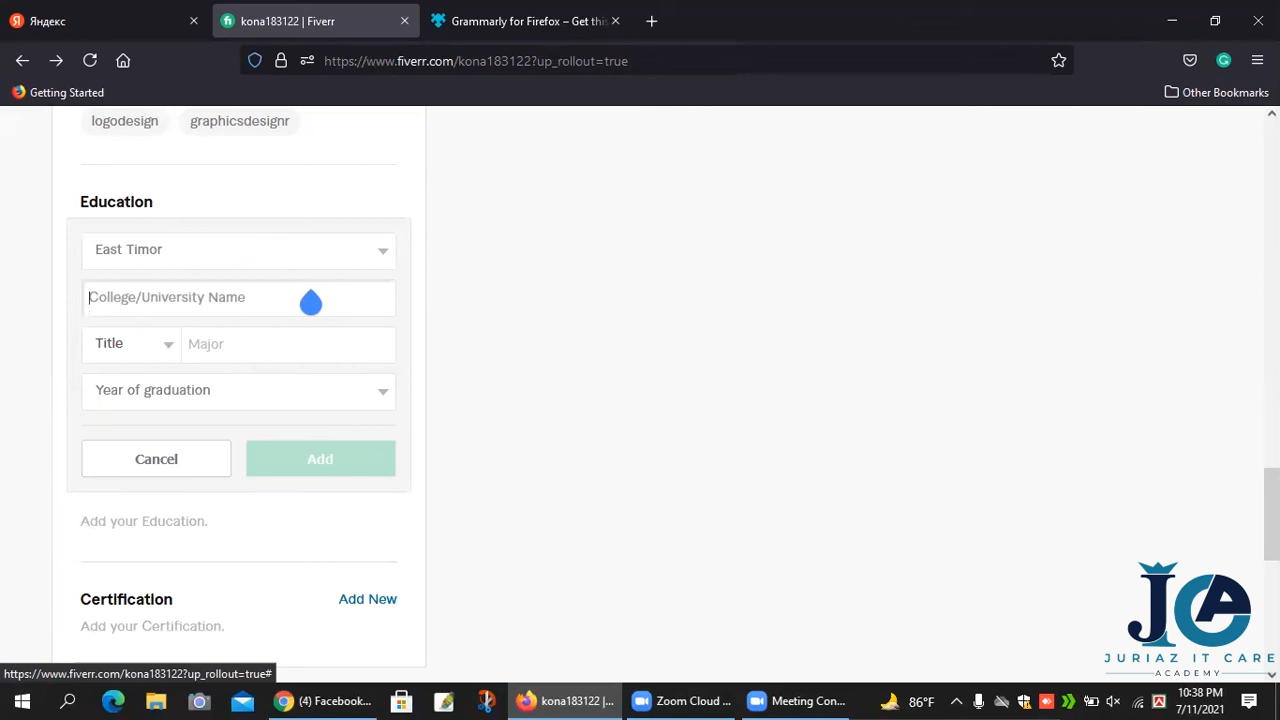 Яндекс
kona183122 | Fiverr
Grammarly for Firefox – Get this
https://www.fiverr.com/kona183122?up_rollout=true
Getting Started
Other Bookmarks
logodesign graphicsdesignr
Education
East Timor
College/University Name
Title Major
Year of graduation
Cancel Add
Add your Education.
Certification Add New
Add your Certification.
https://www.fiverr.com/kona183122?up_rollout=true#
JCA
JURIAZ IT CARE
ACADEMY
(4) Facebook...
kona183122 |...
Zoom Cloud ...
Meeting Con...
86°F
10:38 PM
7/11/2021